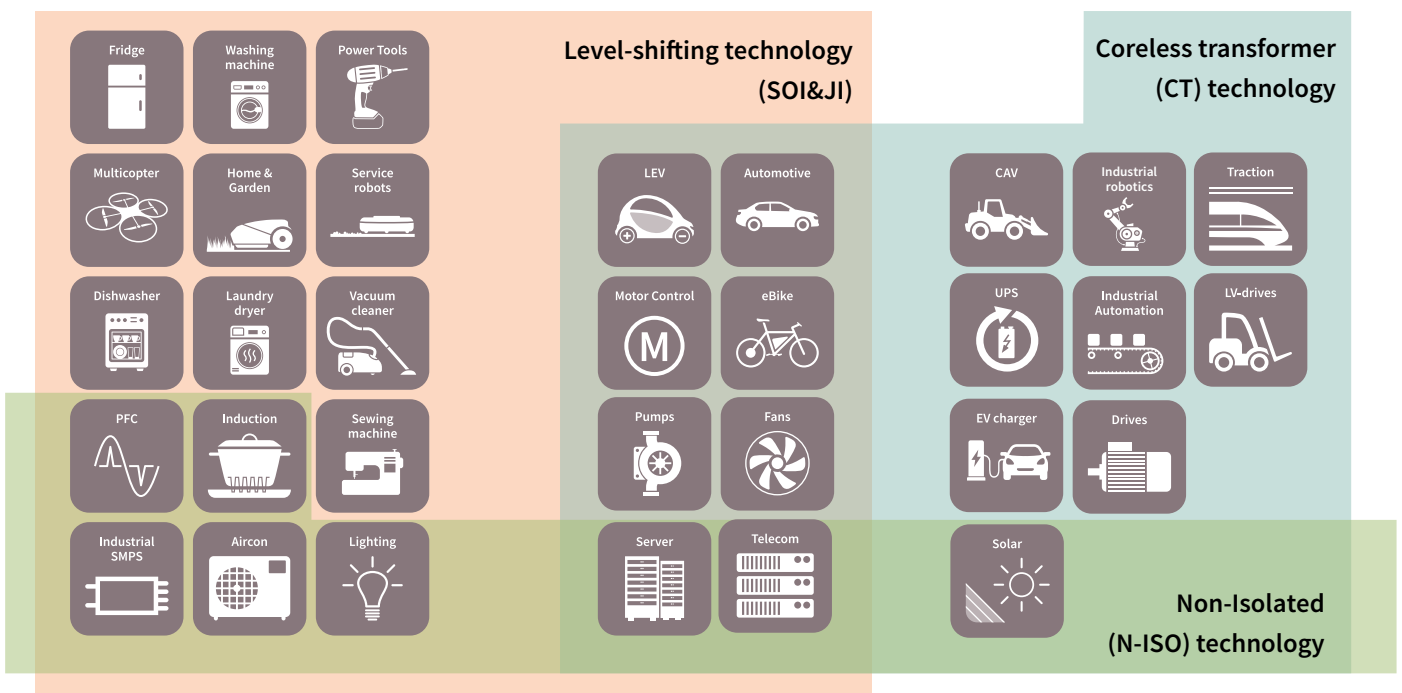 Level-shifting technology
(SOI&JI)
Coreless transformer
(CT) technology
Fridge
Washing
machine
Power Tools
Multicopter
Home &
Garden
Service
robots
LEV
Automotive
CAV
Industrial
robotics
Traction
Dishwasher
Laundry
dryer
Vacuum
cleaner
Motor Control
M
eBike
UPS
Industrial
Automation
LV-drives
PFC
Induction
Sewing
machine
Pumps
Fans
EV charger
Drives
Industrial
SMPS
Aircon
Lighting
Server
Telecom
Solar
Non-Isolated
(N-ISO) technology